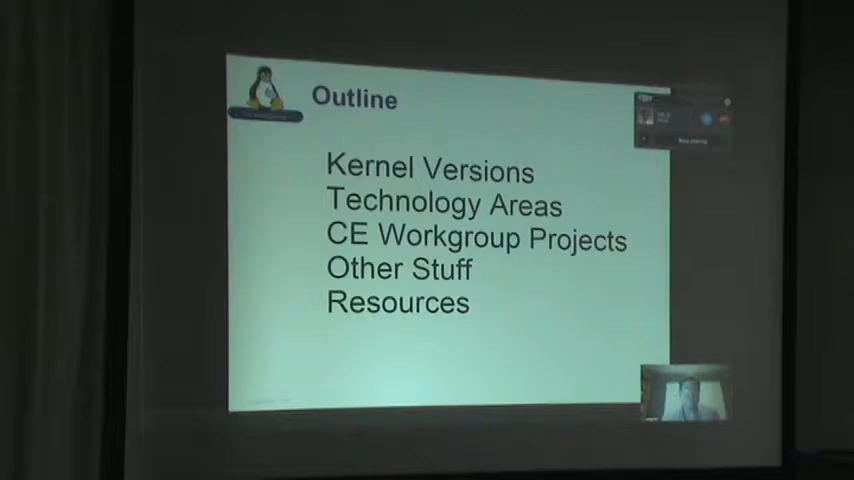 Outline
Kernel Versions
Technology Areas
CE Workgroup Projects
Other Stuff
Resources